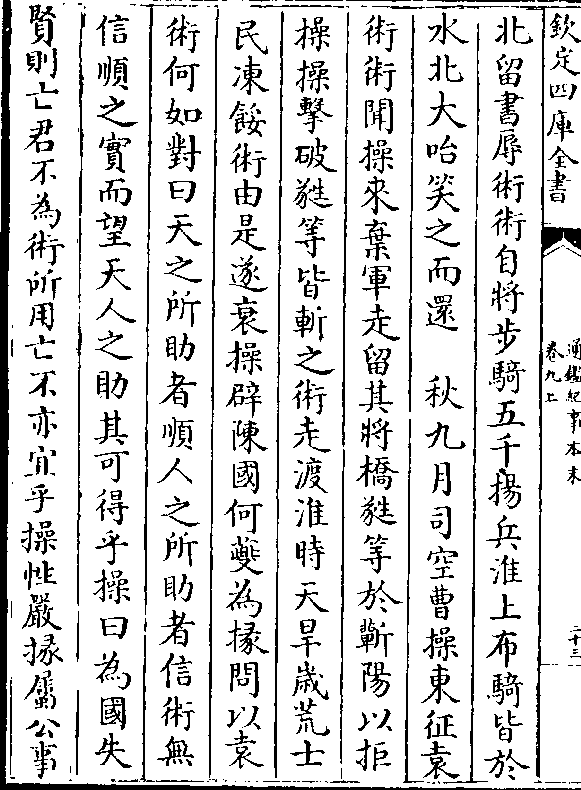 欽定四庫全書
通鑑紀事本末
卷九上
二十三
北留書辱術術自將步騎五千揚兵淮上布騎皆於
水北大咍笑之而還　秋九月司空曹操東征袁
術術聞操來棄軍走留其將橋蕤等於蘄陽以拒
操操擊破蕤等皆斬之術走渡淮時天旱歳荒士
民凍餒術由是遂衰操辟陳國何夔為掾問以袁
術何如對曰天之所助者順人之所助者信術無
信順之實而望天人之助其可得乎操曰為國失
賢則亡君不為術所用亡不亦宜乎操性嚴掾屬公事